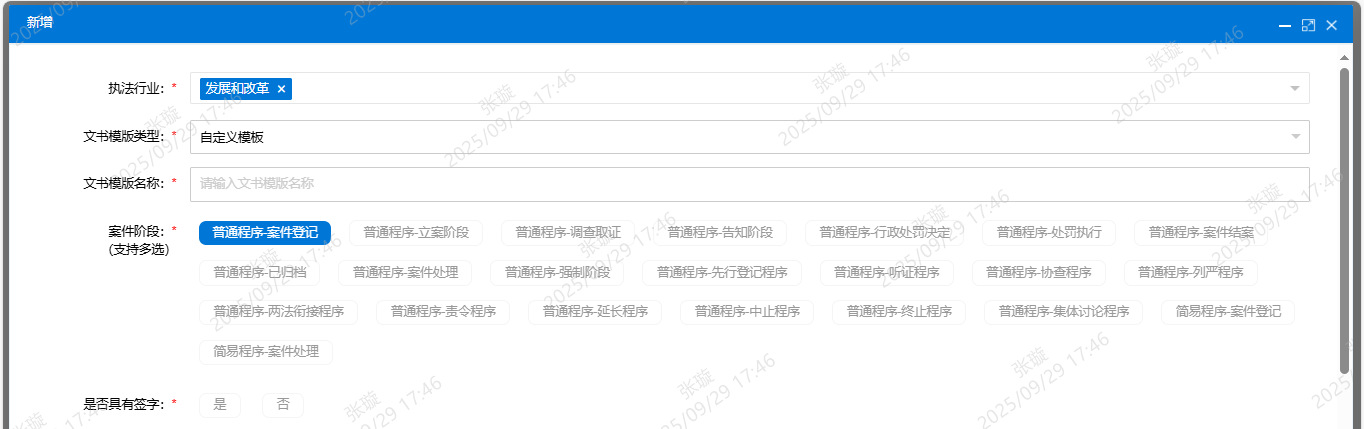 新增
执法行业： * 发展和改革 ×
文书模版类型： * 自定义模板
文书模版名称： * 请输入文书模版名称
案件阶段： * 普通程序-案件登记 普通程序-立案阶段 普通程序-调查取证 普通程序-告知阶段 普通程序-行政处罚决定 普通程序-处罚执行 普通程序-案件结案
(支持多选)
普通程序-已归档 普通程序-案件处理 普通程序-强制阶段 普通程序-先行登记程序 普通程序-听证程序 普通程序-协查程序 普通程序-列严程序
普通程序-两法衔接程序 普通程序-责令程序 普通程序-延长程序 普通程序-中止程序 普通程序-终止程序 普通程序-集体讨论程序 简易程序-案件登记
简易程序-案件处理
是否具有签字： * 是 否
张璇
2025/09/29 17:46